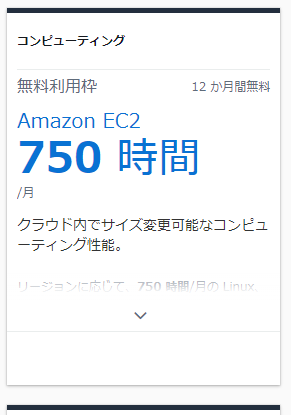 コンピューティング
無料利用枠 12 か月間無料
Amazon EC2
750 時間
/月
クラウド内でサイズ変更可能なコンピュ
ーティング性能。
リージョンに応じて、750 時間/月の Linux、